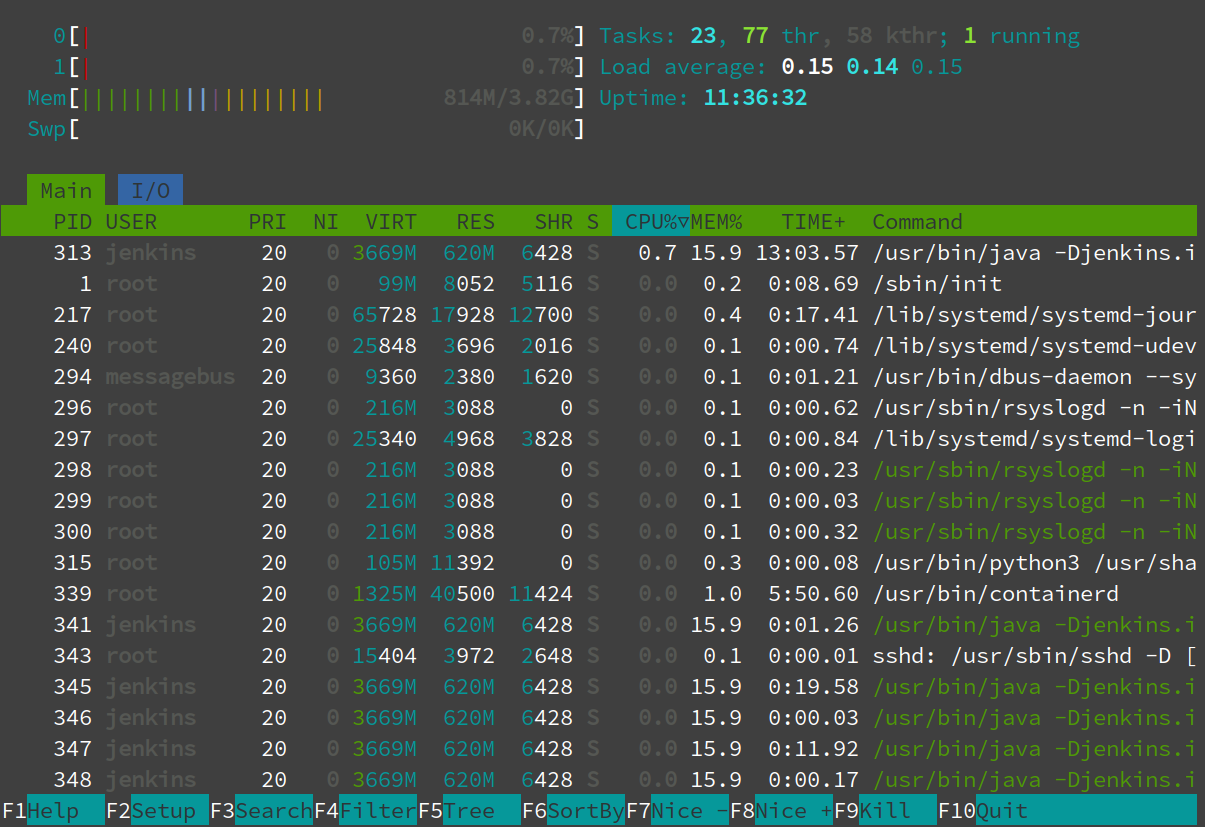 0[| 0.7%] Tasks: 23, 77 thr, 58 kthr; 1 running
1[| 0.7%] Load average: 0.15 0.14 0.15
Mem[||||||||||||||||||| 814M/3.82G] Uptime: 11:36:32
Swp[ 0K/0K]
Main I/O
PID USER PRI NI VIRT RES SHR S CPU%▽MEM% TIME+ Command
313 jenkins 20 0 3669M 620M 6428 S 0.7 15.9 13:03.57 /usr/bin/java -Djenkins.i
1 root 20 0 99M 8052 5116 S 0.0 0.2 0:08.69 /sbin/init
217 root 20 0 65728 17928 12700 S 0.0 0.4 0:17.41 /lib/systemd/systemd-jour
240 root 20 0 25848 3696 2016 S 0.0 0.1 0:00.74 /lib/systemd/systemd-udev
294 messagebus 20 0 9360 2380 1620 S 0.0 0.1 0:01.21 /usr/bin/dbus-daemon --sy
296 root 20 0 216M 3088 0 S 0.0 0.1 0:00.62 /usr/sbin/rsyslogd -n -iN
297 root 20 0 25340 4968 3828 S 0.0 0.1 0:00.84 /lib/systemd/systemd-logi
298 root 20 0 216M 3088 0 S 0.0 0.1 0:00.23 /usr/sbin/rsyslogd -n -iN
299 root 20 0 216M 3088 0 S 0.0 0.1 0:00.03 /usr/sbin/rsyslogd -n -iN
300 root 20 0 216M 3088 0 S 0.0 0.1 0:00.32 /usr/sbin/rsyslogd -n -iN
315 root 20 0 105M 11392 0 S 0.0 0.3 0:00.08 /usr/bin/python3 /usr/sha
339 root 20 0 1325M 40500 11424 S 0.0 1.0 5:50.60 /usr/bin/containerd
341 jenkins 20 0 3669M 620M 6428 S 0.0 15.9 0:01.26 /usr/bin/java -Djenkins.i
343 root 20 0 15404 3972 2648 S 0.0 0.1 0:00.01 sshd: /usr/sbin/sshd -D [
345 jenkins 20 0 3669M 620M 6428 S 0.0 15.9 0:19.58 /usr/bin/java -Djenkins.i
346 jenkins 20 0 3669M 620M 6428 S 0.0 15.9 0:00.03 /usr/bin/java -Djenkins.i
347 jenkins 20 0 3669M 620M 6428 S 0.0 15.9 0:11.92 /usr/bin/java -Djenkins.i
348 jenkins 20 0 3669M 620M 6428 S 0.0 15.9 0:00.17 /usr/bin/java -Djenkins.i
F1Help F2Setup F3SearchF4FilterF5Tree F6SortByF7Nice -F8Nice +F9Kill F10Quit